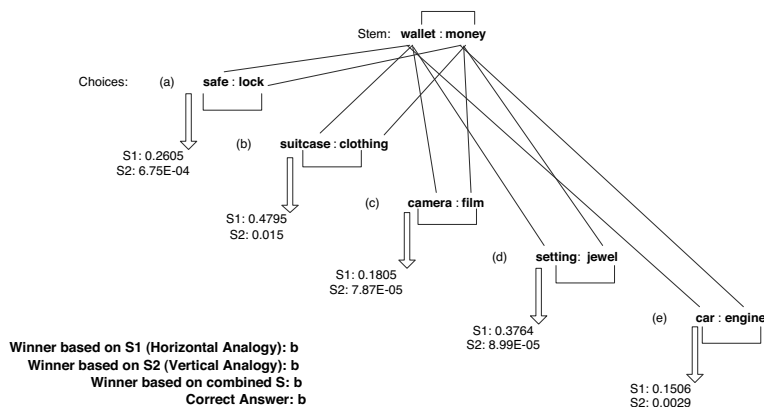 Stem: wallet : money
Choices: (a) safe : lock
S1: 0.2605
S2: 6.75E-04
(b) suitcase : clothing
S1: 0.4795
S2: 0.015
(c) camera : film
S1: 0.1805
S2: 7.87E-05
(d) setting: jewel
S1: 0.3764
S2: 8.99E-05
(e) car : engine
S1: 0.1506
S2: 0.0029
Winner based on S1 (Horizontal Analogy): b
Winner based on S2 (Vertical Analogy): b
Winner based on combined S: b
Correct Answer: b